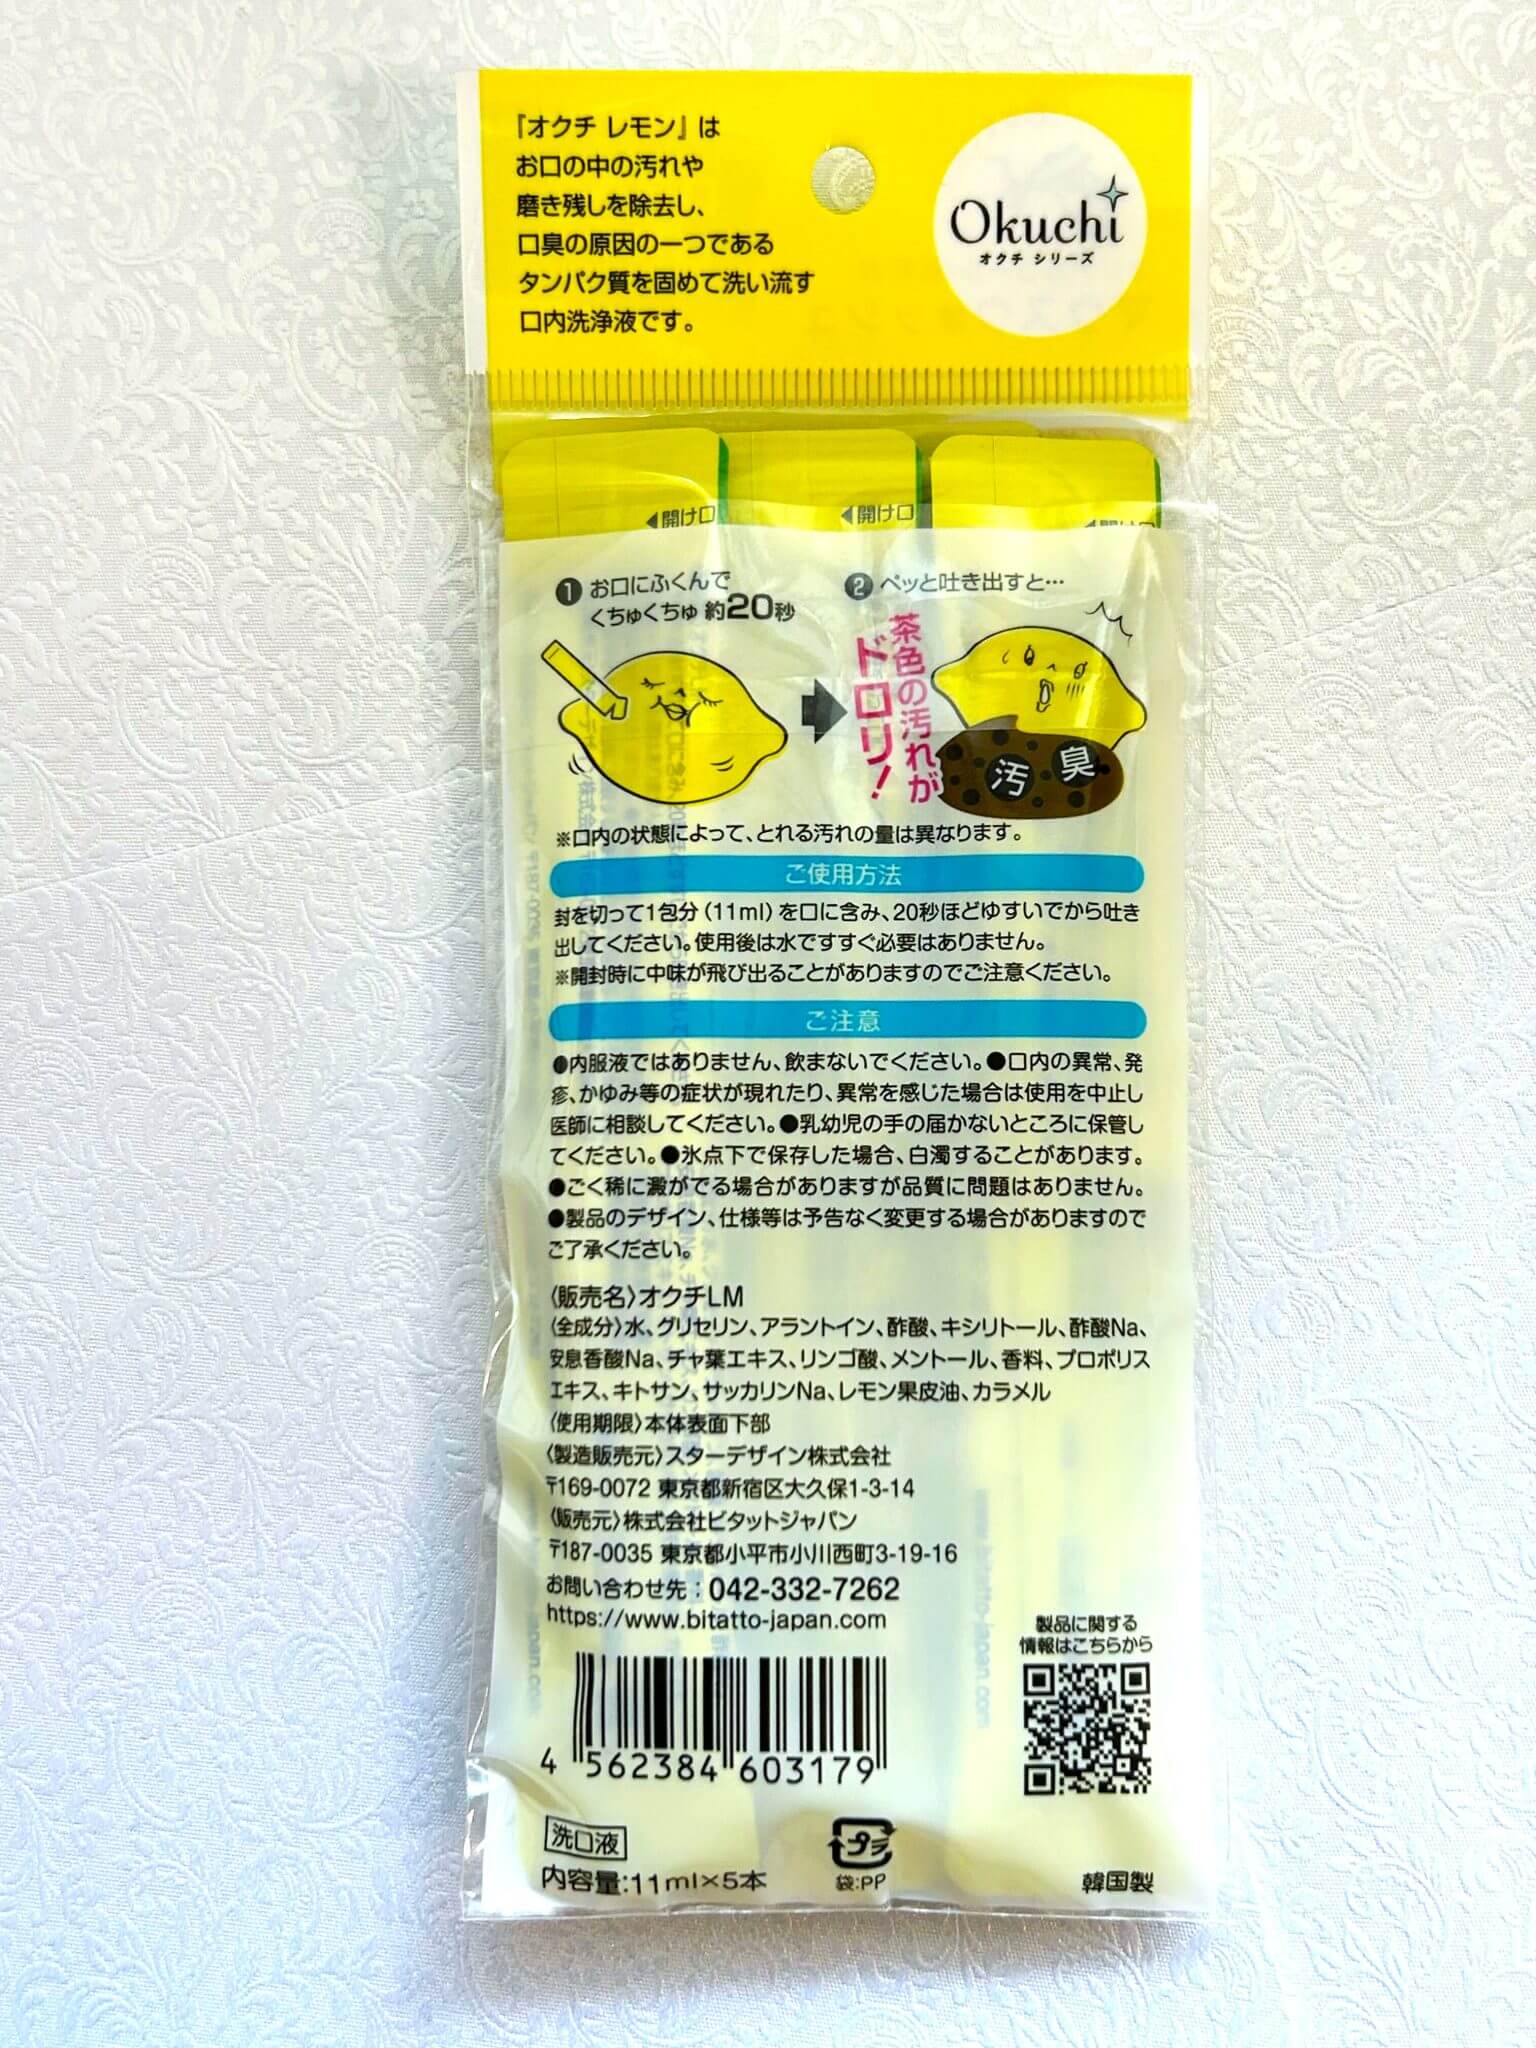 『オクチ レモン』は
お口の中の汚れや
磨き残しを除去し、
口臭の原因の一つである
タンパク質を固めて洗い流す
口内洗浄液です。
Okuchi
オクチ シリーズ
◀開け口
◀開け口
◀開け口
❶ お口にふくんで
くちゅくちゅ 約20秒
❷ ペッと吐き出すと…
茶色の汚れが
ドロリ!
汚 臭
※口内の状態によって、とれる汚れの量は異なります。
ご使用方法
封を切って1包分(11ml)を口に含み、20秒ほどゆすいでから吐き
出してください。使用後は水ですすぐ必要はありません。
※開封時に中味が飛び出ることがありますのでご注意ください。
ご注意
●内服液ではありません、飲まないでください。●口内の異常、発
疹、かゆみ等の症状が現れたり、異常を感じた場合は使用を中止し
医師に相談してください。●乳幼児の手の届かないところに保管し
てください。●氷点下で保存した場合、白濁することがあります。
●ごく稀に澱がでる場合がありますが品質に問題はありません。
●製品のデザイン、仕様等は予告なく変更する場合がありますので
ご了承ください。
〈販売名〉オクチLM
〈全成分〉水、グリセリン、アラントイン、酢酸、キシリトール、酢酸Na、
安息香酸Na、チャ葉エキス、リンゴ酸、メントール、香料、プロポリス
エキス、キトサン、サッカリンNa、レモン果皮油、カラメル
〈使用期限〉本体表面下部
〈製造販売元〉スターデザイン株式会社
〒169-0072 東京都新宿区大久保1-3-14
〈販売元〉株式会社ビタットジャパン
〒187-0035 東京都小平市小川西町3-19-16
お問い合わせ先:042-332-7262
https://www.bitatto-japan.com
製品に関する
情報はこちらから
4 562384 603179
洗口液
内容量:11ml×5本
プラ
袋:PP
韓国製